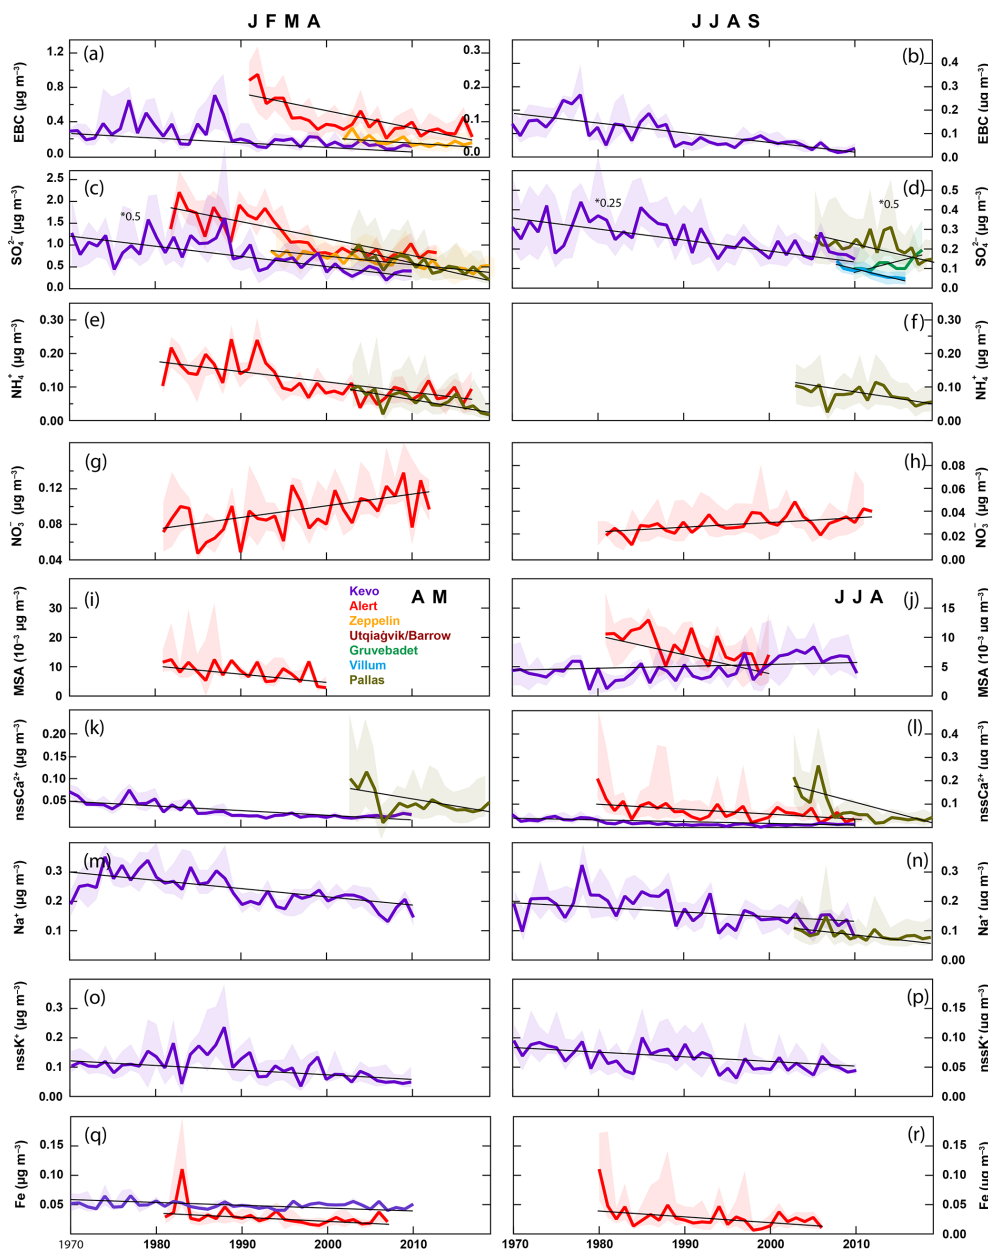 J F M A
J J A S
(a)
EBC (µg m⁻³)
1.2
0.8
0.4
0.0
0.3
0.2
0.1
0.0
1970
1980
1990
2000
2010
(b)
EBC (µg m⁻³)
0.4
0.3
0.2
0.1
0.0
1970
1980
1990
2000
2010
(c)
*0.5
SO₄²⁻ (µg m⁻³)
2.5
2.0
1.5
1.0
0.5
0.0
(d)
*0.25
*0.5
SO₄²⁻ (µg m⁻³)
0.5
0.4
0.3
0.2
0.1
0.0
(e)
NH₄⁺ (µg m⁻³)
0.30
0.20
0.10
0.00
(f)
NH₄⁺ (µg m⁻³)
0.30
0.20
0.10
0.00
(g)
NO₃⁻ (µg m⁻³)
0.12
0.08
0.04
(h)
NO₃⁻ (µg m⁻³)
0.08
0.06
0.04
0.02
0.00
(i)
MSA (10⁻³ µg m⁻³)
30
20
10
0
Kevo
Alert
Zeppelin
Utqiaġvik/Barrow
Gruvebadet
Villum
Pallas
A M
J J A
(j)
MSA (10⁻³ µg m⁻³)
15
10
5
0
(k)
nssCa²⁺ (µg m⁻³)
0.20
0.15
0.10
0.05
(l)
nssCa²⁺ (µg m⁻³)
0.4
0.3
0.2
0.1
0.0
(m)
Na⁺ (µg m⁻³)
0.3
0.2
0.1
(n)
Na⁺ (µg m⁻³)
0.3
0.2
0.1
0.00
(o)
nssK⁺ (µg m⁻³)
0.3
0.2
0.1
0.00
(p)
nssK⁺ (µg m⁻³)
0.15
0.10
0.05
0.00
(q)
Fe (µg m⁻³)
0.15
0.10
0.05
0.00
1970
1980
1990
2000
2010
(r)
Fe (µg m⁻³)
0.15
0.10
0.05
0.00
1970
1980
1990
2000
2010